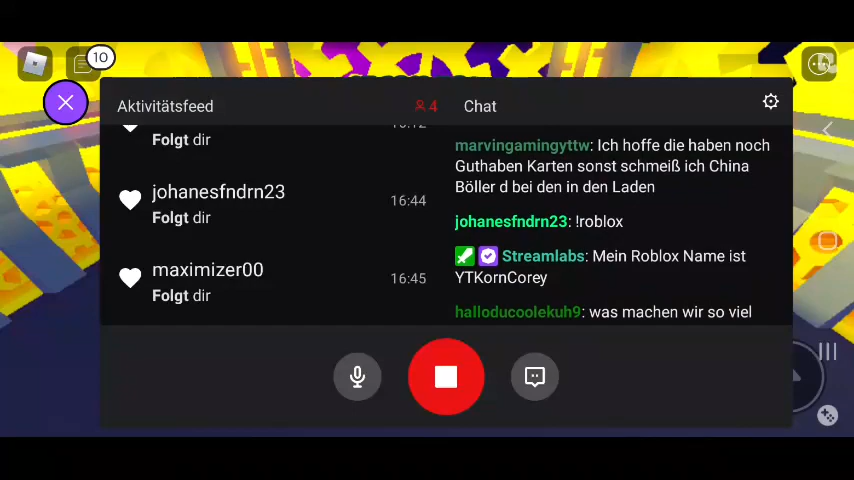 10
Aktivitätsfeed
4
Chat
Folgt dir
johanesfndrn23
16:44
Folgt dir
maximizer00
16:45
Folgt dir
marvingamingyttw: Ich hoffe die haben noch
Guthaben Karten sonst schmeiß ich China
Böller d bei den in den Laden
johanesfndrn23: !roblox
Streamlabs: Mein Roblox Name ist
YTKornCorey
halloducoolekuh9: was machen wir so viel